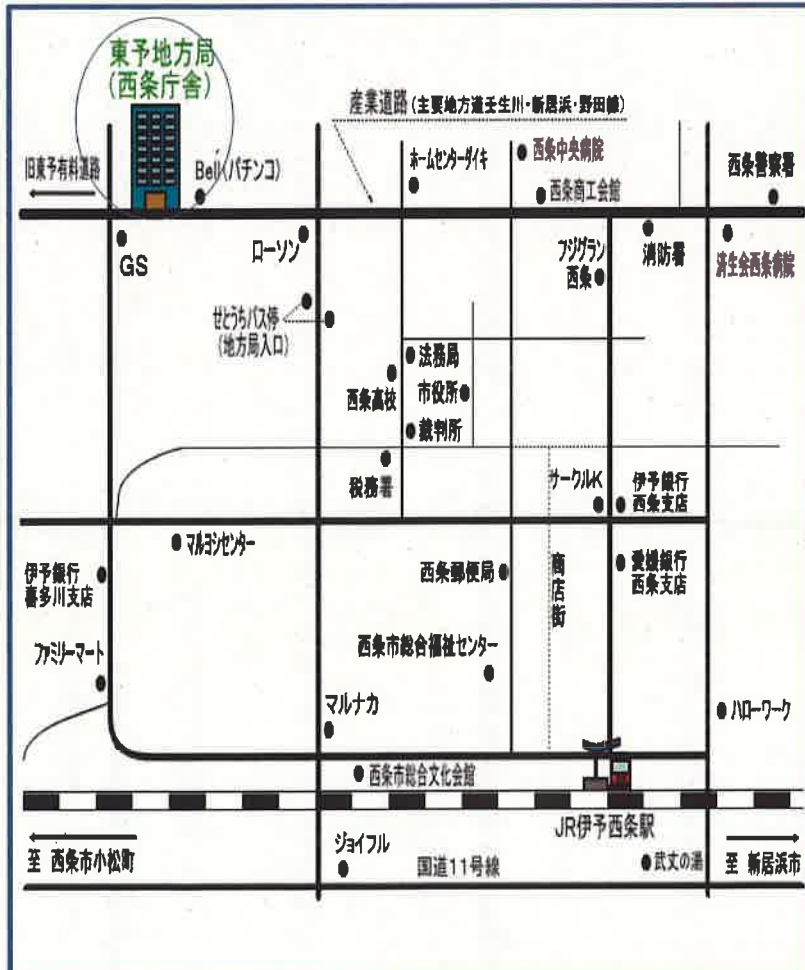 東予地方局
(西条庁舎)
産業道路 (主要地方道壬生川・新居浜・野田線)
旧東予有料道路
Bell(パチンコ)
ホームセンターダイキ
西条中央病院
西条商工会館
西条警察署
GS
ローソン
フジグラン
西条
消防署
済生会西条病院
せとうちバス停
(地方局入口)
法務局
西条高校
市役所
裁判所
税務署
サークルK
伊予銀行
西条支店
マルヨシセンター
伊予銀行
喜多川支店
西条郵便局
商店街
愛媛銀行
西条支店
ファミリーマート
西条市総合福祉センター
マルナカ
ハローワーク
西条市総合文化会館
JR伊予西条駅
至 西条市小松町
ジョイフル
国道11号線
武丈の湯
至 新居浜市